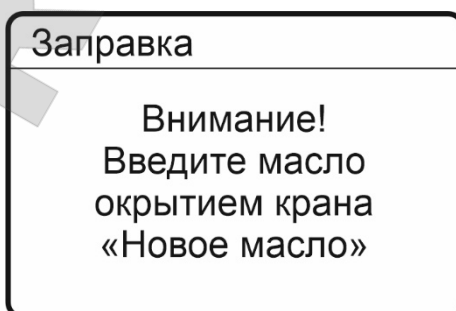 Заправка
Внимание!
Введите масло
окрытием крана
«Новое масло»